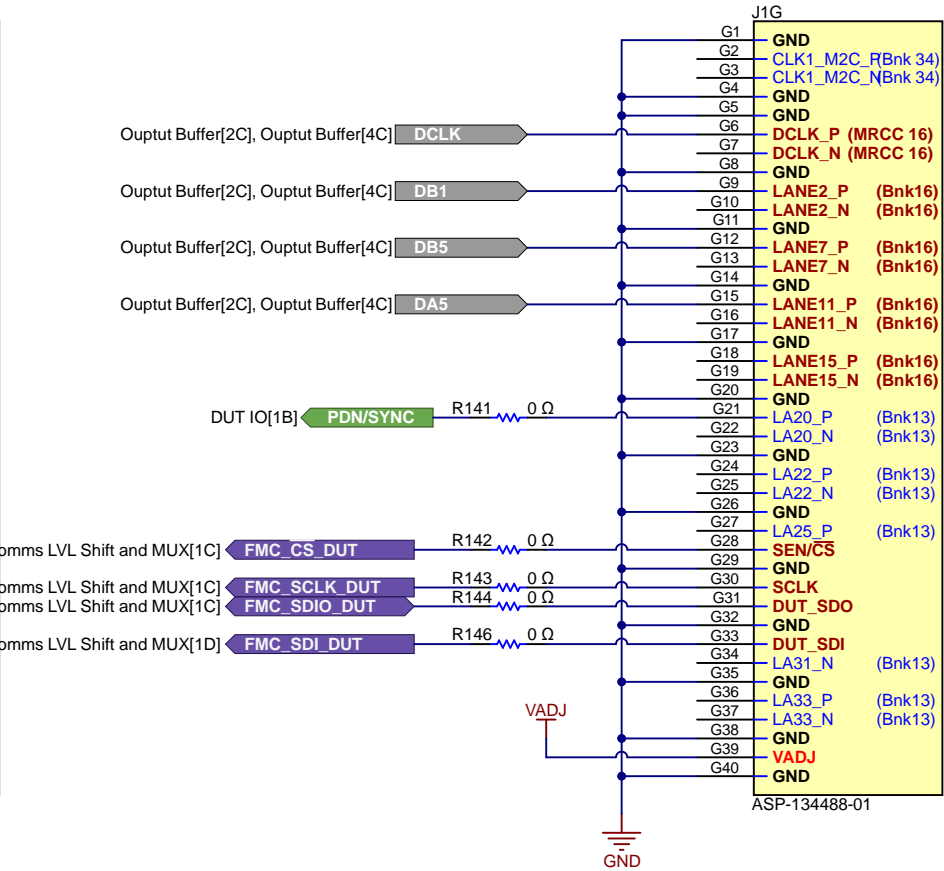 J1G
G1 GND
G2 CLK1_M2C_P (Bnk 34)
G3 CLK1_M2C_N (Bnk 34)
G4 GND
G5 GND
Ouptut Buffer[2C], Ouptut Buffer[4C] DCLK G6 DCLK_P (MRCC 16)
G7 DCLK_N (MRCC 16)
G8 GND
Ouptut Buffer[2C], Ouptut Buffer[4C] DB1 G9 LANE2_P (Bnk16)
G10 LANE2_N (Bnk16)
G11 GND
Ouptut Buffer[2C], Ouptut Buffer[4C] DB5 G12 LANE7_P (Bnk16)
G13 LANE7_N (Bnk16)
G14 GND
Ouptut Buffer[2C], Ouptut Buffer[4C] DA5 G15 LANE11_P (Bnk16)
G16 LANE11_N (Bnk16)
G17 GND
G18 LANE15_P (Bnk16)
G19 LANE15_N (Bnk16)
G20 GND
DUT IO[1B] PDN/SYNC R141 0 Ω G21 LA20_P (Bnk13)
G22 LA20_N (Bnk13)
G23 GND
G24 LA22_P (Bnk13)
G25 LA22_N (Bnk13)
G26 GND
G27 LA25_P (Bnk13)
omms LVL Shift and MUX[1C] FMC_CS_DUT R142 0 Ω G28 SEN/C̅S̅
G29 GND
omms LVL Shift and MUX[1C] FMC_SCLK_DUT R143 0 Ω G30 SCLK
omms LVL Shift and MUX[1C] FMC_SDIO_DUT R144 0 Ω G31 DUT_SDO
G32 GND
omms LVL Shift and MUX[1D] FMC_SDI_DUT R146 0 Ω G33 DUT_SDI
G34 LA31_N (Bnk13)
G35 GND
G36 LA33_P (Bnk13)
VADJ G37 LA33_N (Bnk13)
G38 GND
G39 VADJ
G40 GND
ASP-134488-01
GND